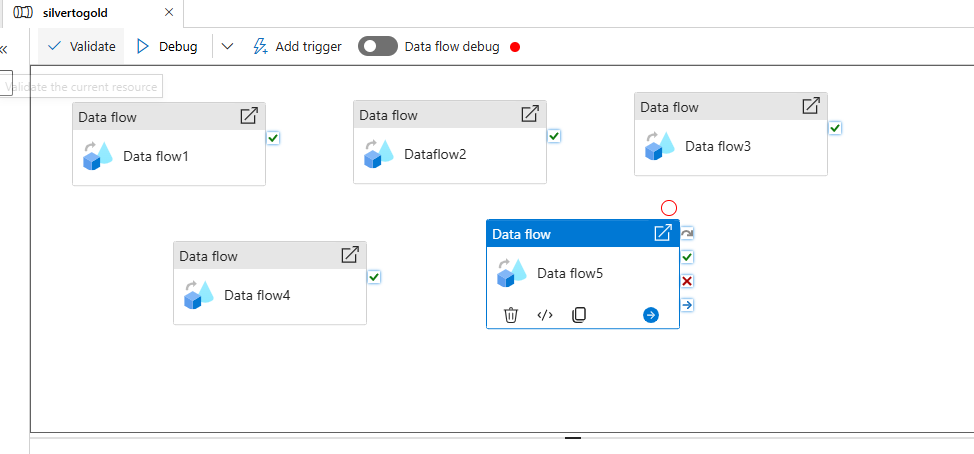 silvertogold
Validate Debug Add trigger Data flow debug
Validate the current resource
Data flow
Data flow1
Data flow
Dataflow2
Data flow
Data flow3
Data flow
Data flow4
Data flow
Data flow5